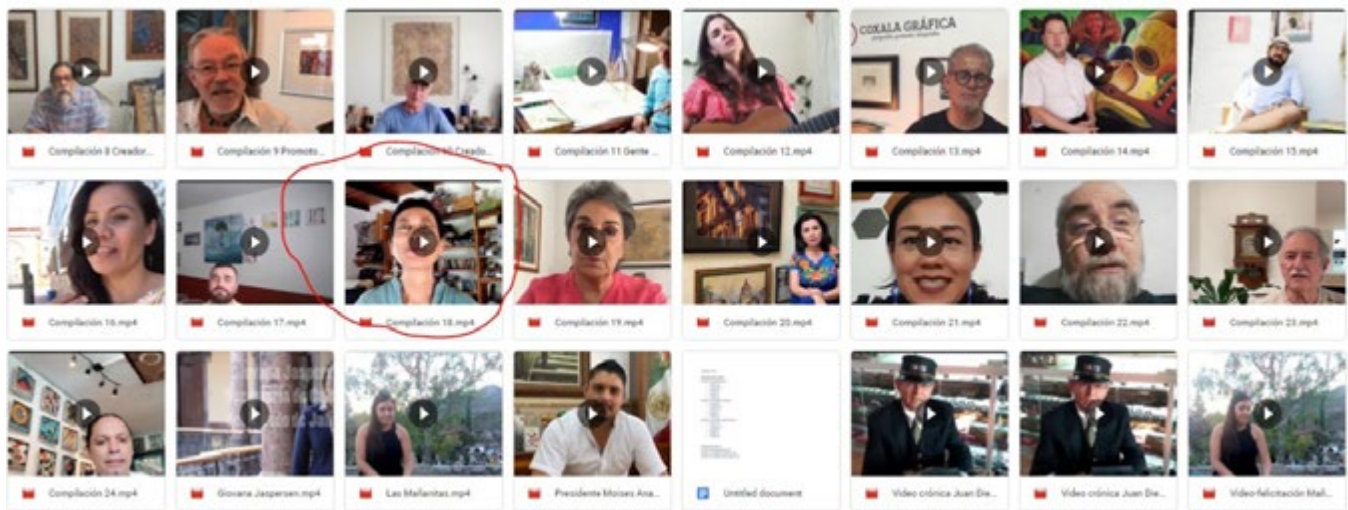 COXALA GRÁFICA
Compilación 8 Creador...
Compilación 9 Promoto...
Compilación 10 Creado...
Compilación 11 Gente ...
Compilación 12.mp4
Compilación 13.mp4
Compilación 14.mp4
Compilación 15.mp4
Compilación 16.mp4
Compilación 17.mp4
Compilación 18.mp4
Compilación 19.mp4
Compilación 20.mp4
Compilación 21.mp4
Compilación 22.mp4
Compilación 23.mp4
Compilación 24.mp4
Giovana Jaspersen.mp4
Las Mañanitas.mp4
Presidente Moises Ana...
Untitled document
Video crónica Juan Die...
Video crónica Juan Die...
Video-felicitación Mañ...